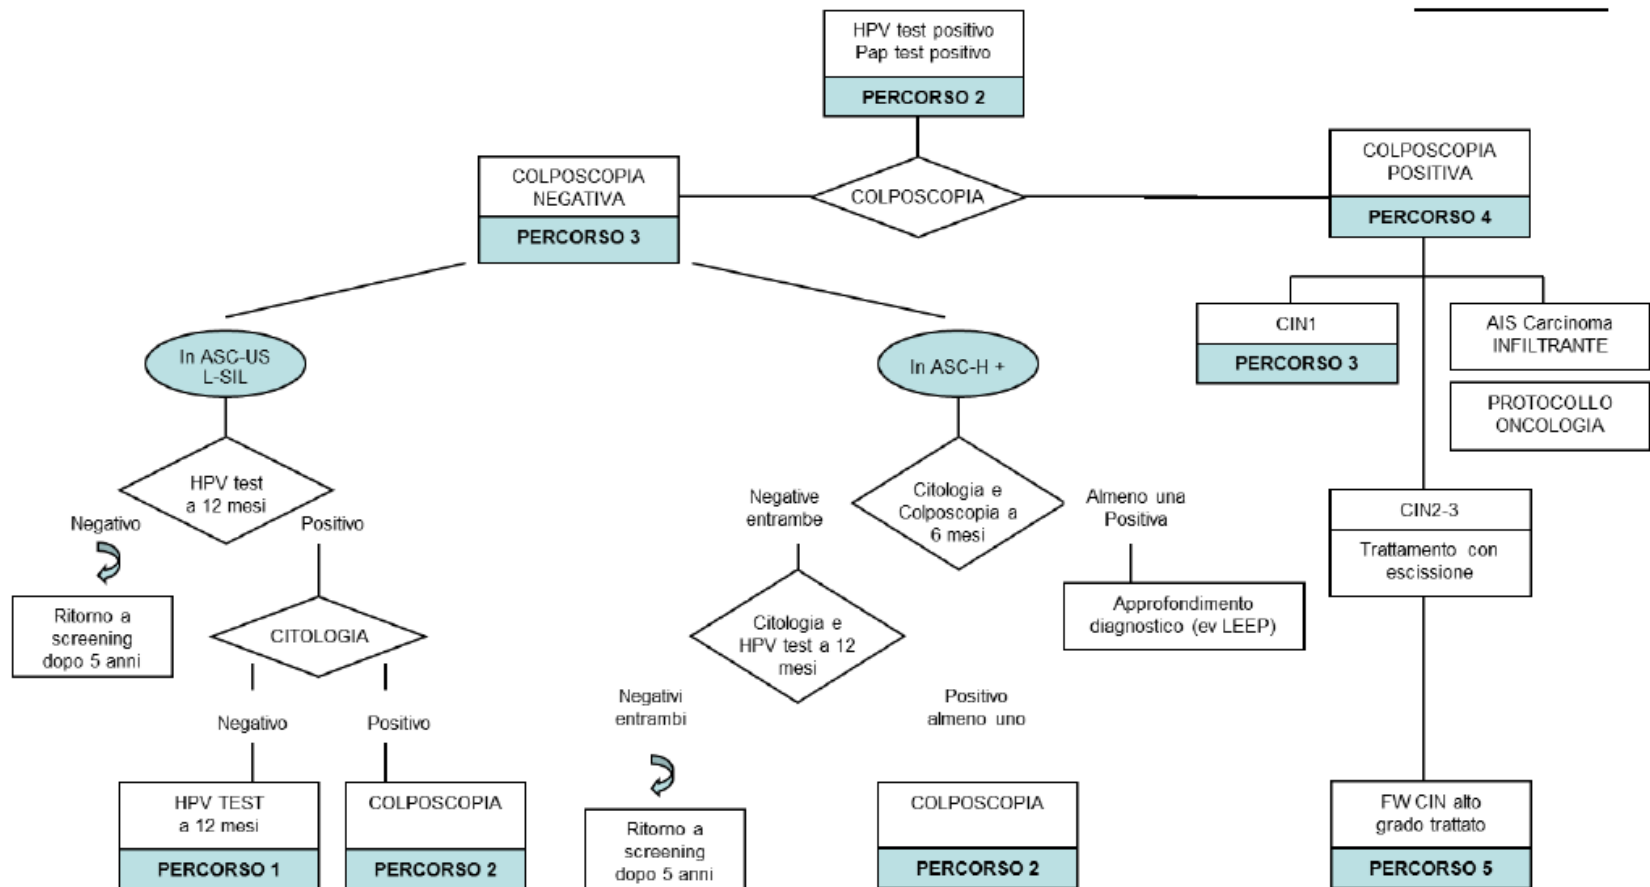 HPV test positivo
Pap test positivo
PERCORSO 2
COLPOSCOPIA
NEGATIVA
PERCORSO 3
COLPOSCOPIA
COLPOSCOPIA
POSITIVA
PERCORSO 4
CIN1
PERCORSO 3
AIS Carcinoma
INFILTRANTE
PROTOCOLLO
ONCOLOGIA
In ASC-US
L-SIL
In ASC-H +
HPV test
a 12 mesi
Negativo
Positivo
Ritorno a
screening
dopo 5 anni
CITOLOGIA
Negativo
Positivo
HPV TEST
a 12 mesi
PERCORSO 1
COLPOSCOPIA
PERCORSO 2
Negative
entrambe
Citologia e
Colposcopia a
6 mesi
Almeno una
Positiva
Approfondimento
diagnostico (ev LEEP)
Citologia e
HPV test a 12
mesi
Negativi
entrambi
Positivo
almeno uno
Ritorno a
screening
dopo 5 anni
COLPOSCOPIA
PERCORSO 2
CIN2-3
Trattamento con
escissione
FW CIN alto
grado trattato
PERCORSO 5